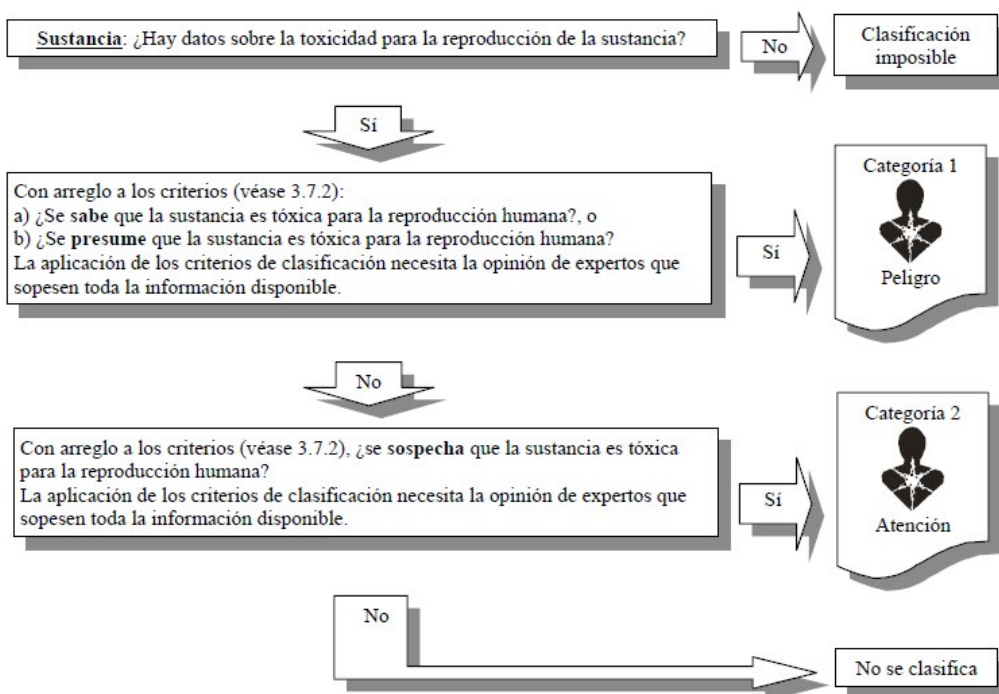 Sustancia: ¿Hay datos sobre la toxicidad para la reproducción de la sustancia?
No
Clasificación
imposible
Sí
Con arreglo a los criterios (véase 3.7.2):
a) ¿Se sabe que la sustancia es tóxica para la reproducción humana?, o
b) ¿Se presume que la sustancia es tóxica para la reproducción humana?
La aplicación de los criterios de clasificación necesita la opinión de expertos que
sopesen toda la información disponible.
Sí
Categoría 1
Peligro
No
Con arreglo a los criterios (véase 3.7.2), ¿se sospecha que la sustancia es tóxica
para la reproducción humana?
La aplicación de los criterios de clasificación necesita la opinión de expertos que
sopesen toda la información disponible.
Sí
Categoría 2
Atención
No
No se clasifica